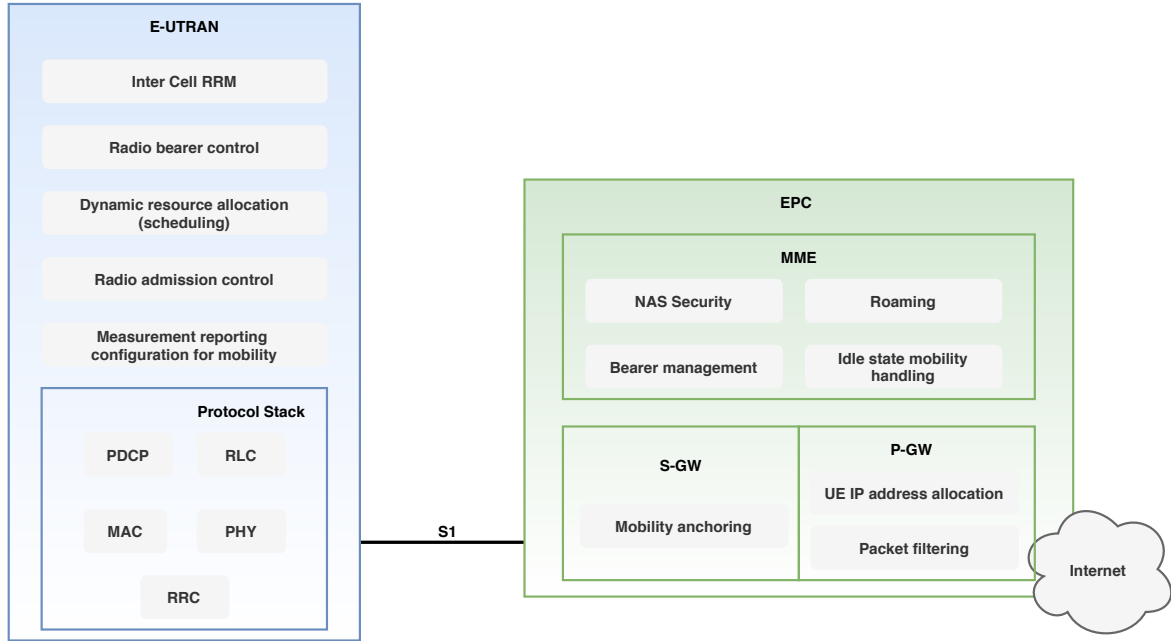 E-UTRAN
Inter Cell RRM
Radio bearer control
Dynamic resource allocation
(scheduling)
Radio admission control
Measurement reporting
configuration for mobility
Protocol Stack
PDCP
RLC
MAC
PHY
RRC
S1
EPC
MME
NAS Security
Roaming
Bearer management
Idle state mobility
handling
S-GW
Mobility anchoring
P-GW
UE IP address allocation
Packet filtering
Internet